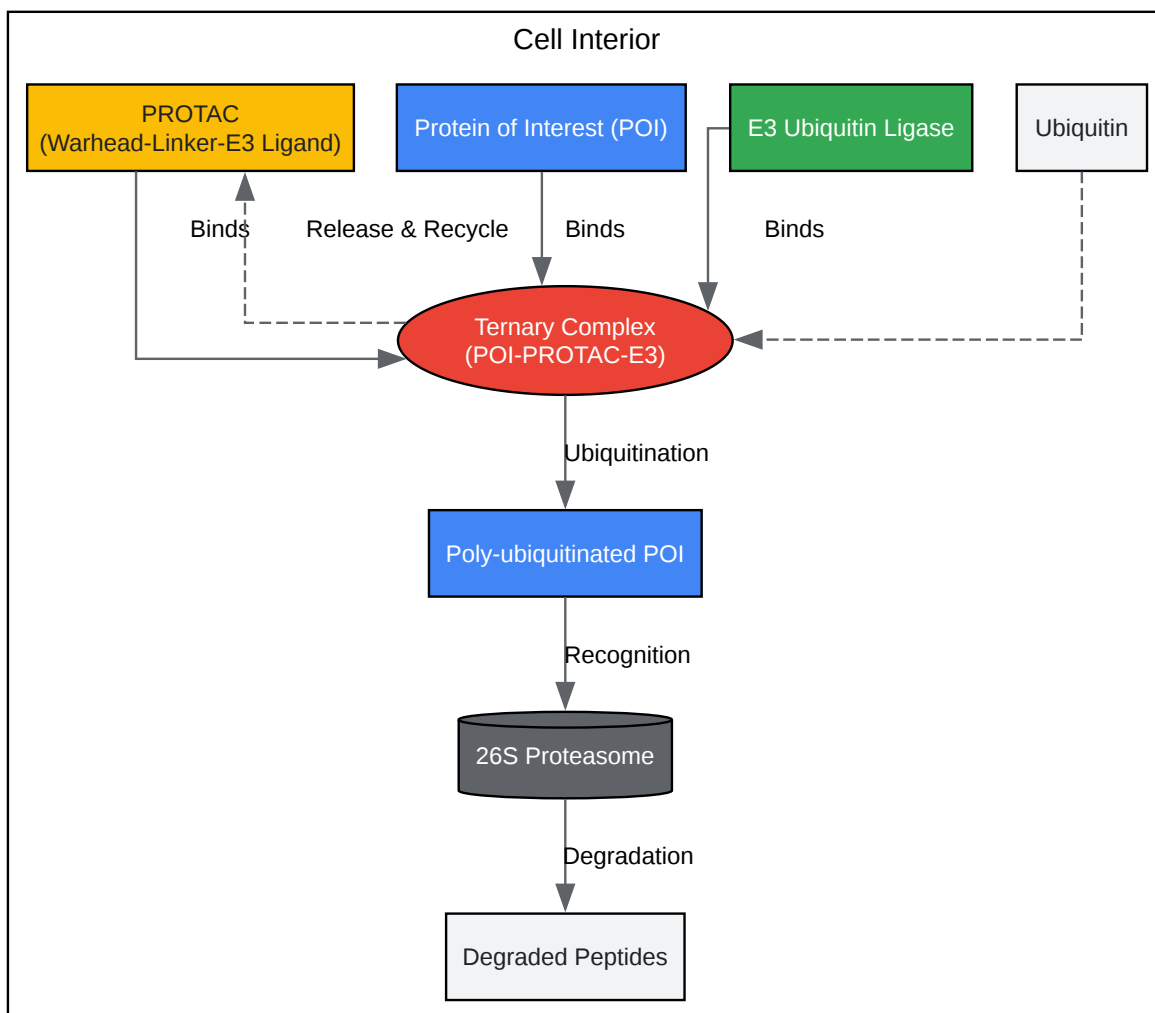 Cell Interior
PROTAC
(Warhead-Linker-E3 Ligand)
Protein of Interest (POI)
E3 Ubiquitin Ligase
Ubiquitin
Binds
Release & Recycle
Binds
Binds
Ternary Complex
(POI-PROTAC-E3)
Ubiquitination
Poly-ubiquitinated POI
Recognition
26S Proteasome
Degradation
Degraded Peptides